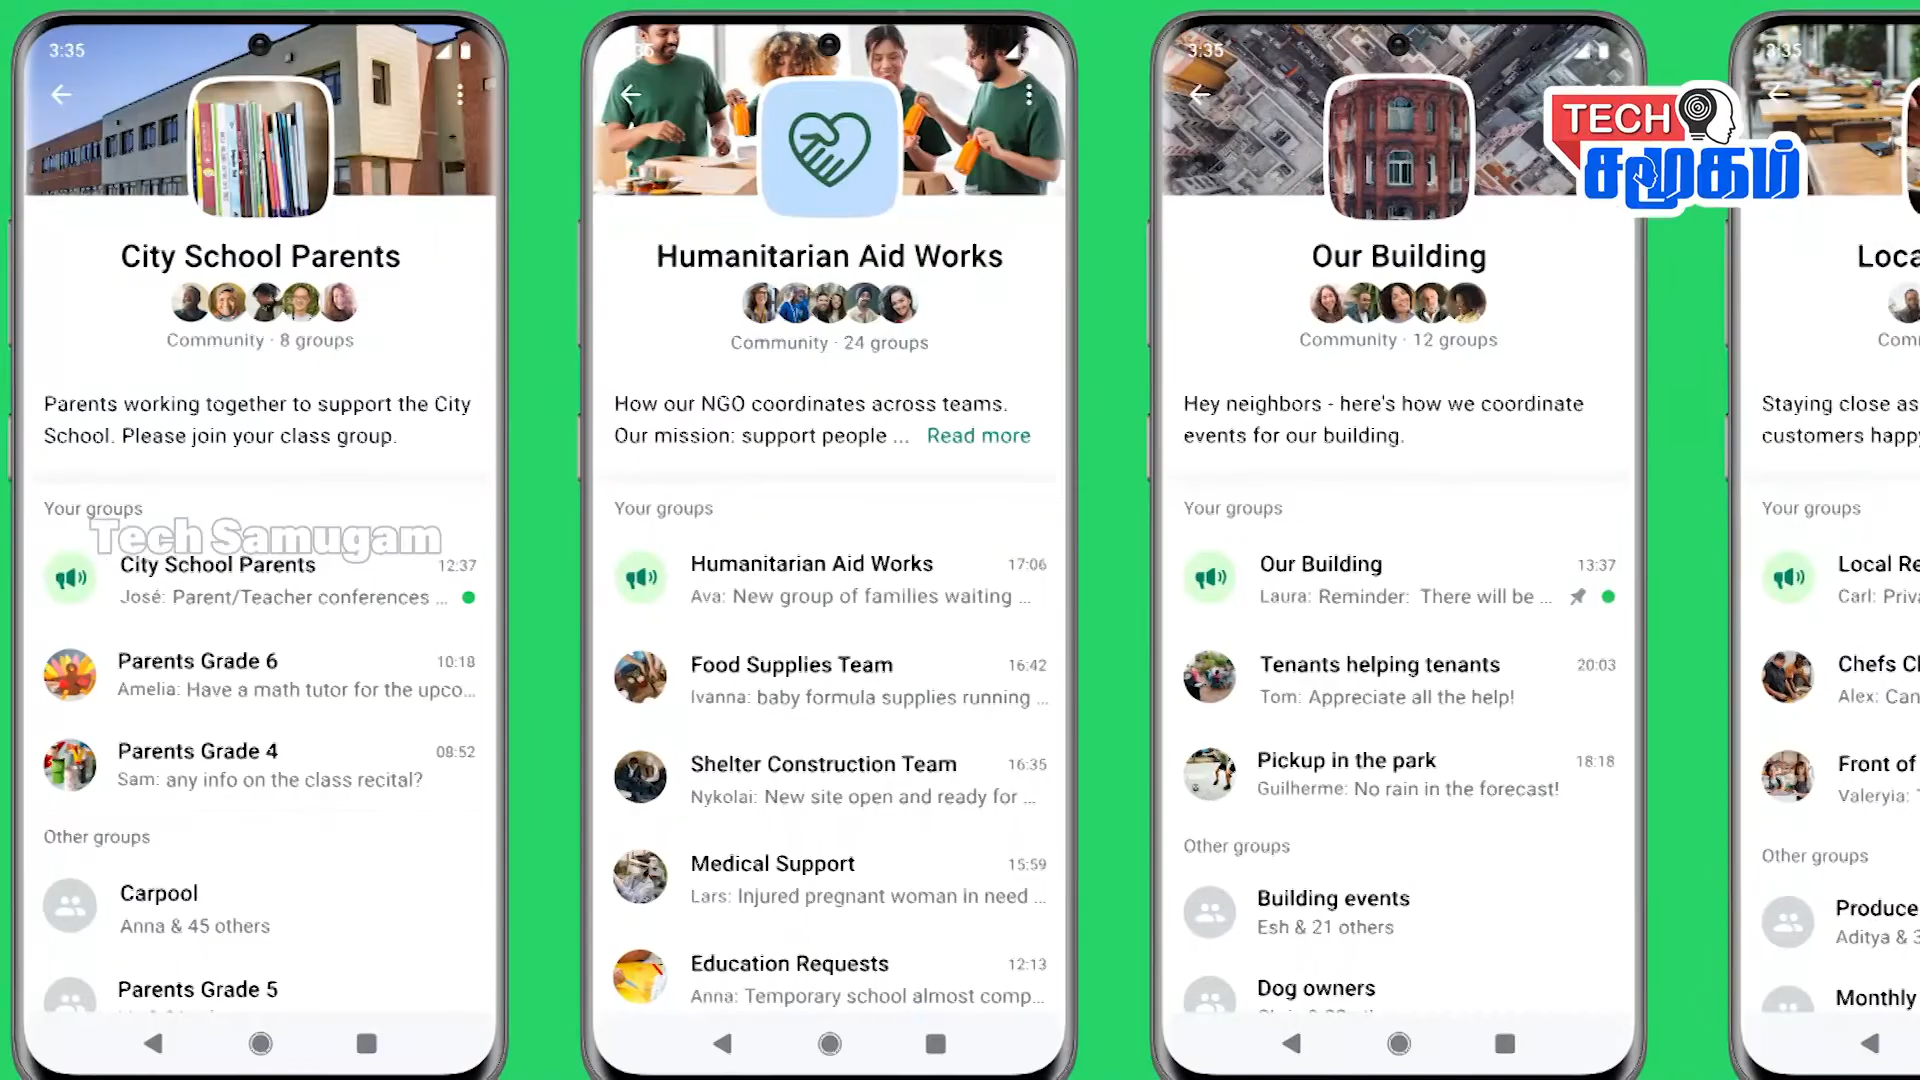 3:35
City School Parents
Community · 8 groups
Parents working together to support the City
School. Please join your class group.
Your groups
Tech Samugam
City School Parents 12:37
José: Parent/Teacher conferences ...
Parents Grade 6 10:18
Amelia: Have a math tutor for the upco...
Parents Grade 4 08:52
Sam: any info on the class recital?
Other groups
Carpool
Anna & 45 others
Parents Grade 5
Humanitarian Aid Works
Community · 24 groups
How our NGO coordinates across teams.
Our mission: support people ... Read more
Your groups
Humanitarian Aid Works 17:06
Ava: New group of families waiting ...
Food Supplies Team 16:42
Ivanna: baby formula supplies running ...
Shelter Construction Team 16:35
Nykolai: New site open and ready for ...
Medical Support 15:59
Lars: Injured pregnant woman in need ...
Education Requests 12:13
Anna: Temporary school almost comp...
3:35
Our Building
Community · 12 groups
Hey neighbors - here's how we coordinate
events for our building.
Your groups
Our Building 13:37
Laura: Reminder: There will be ...
Tenants helping tenants 20:03
Tom: Appreciate all the help!
Pickup in the park 18:18
Guilherme: No rain in the forecast!
Other groups
Building events
Esh & 21 others
Dog owners
TECH
சமூகம்
3:35
Loca
Com
Staying close as
customers happy
Your groups
Local Re
Carl: Priva
Chefs Cl
Alex: Can
Front of
Valeryia:
Other groups
Produce
Aditya & 3
Monthly